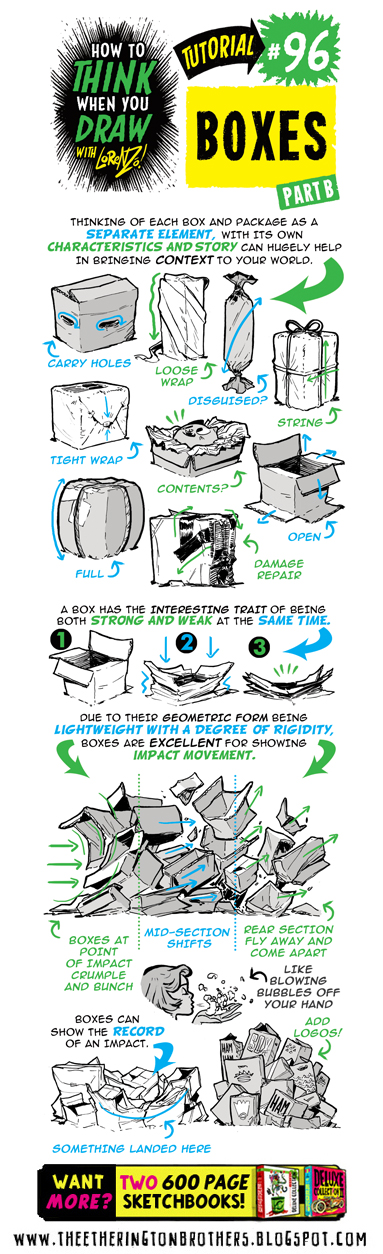 HOW TO
THINK
WHEN YOU
DRAW
WITH LORENZO!
TUTORIAL
#96
BOXES
PART B
THINKING OF EACH BOX AND PACKAGE AS A
SEPARATE ELEMENT, WITH ITS OWN
CHARACTERISTICS AND STORY CAN HUGELY HELP
IN BRINGING CONTEXT TO YOUR WORLD.
CARRY HOLES
LOOSE
WRAP
DISGUISED?
STRING
TIGHT WRAP
CONTENTS?
OPEN
FULL
DAMAGE
REPAIR
A BOX HAS THE INTERESTING TRAIT OF BEING
BOTH STRONG AND WEAK AT THE SAME TIME.
1
2
3
DUE TO THEIR GEOMETRIC FORM BEING
LIGHTWEIGHT WITH A DEGREE OF RIGIDITY,
BOXES ARE EXCELLENT FOR SHOWING
IMPACT MOVEMENT.
BOXES AT
POINT
OF IMPACT
CRUMPLE
AND BUNCH
MID-SECTION
SHIFTS
REAR SECTION
FLY AWAY AND
COME APART
LIKE
BLOWING
BUBBLES OFF
YOUR HAND
BOXES CAN
SHOW THE RECORD
OF AN IMPACT.
ADD
LOGOS!
HAM
HAM
HAM
SOMETHING LANDED HERE
WANT
MORE?
TWO 600 PAGE
SKETCHBOOKS!
DELUXE
COLLECTION
WWW.THEETHERINGTONBROTHERS.BLOGSPOT.COM